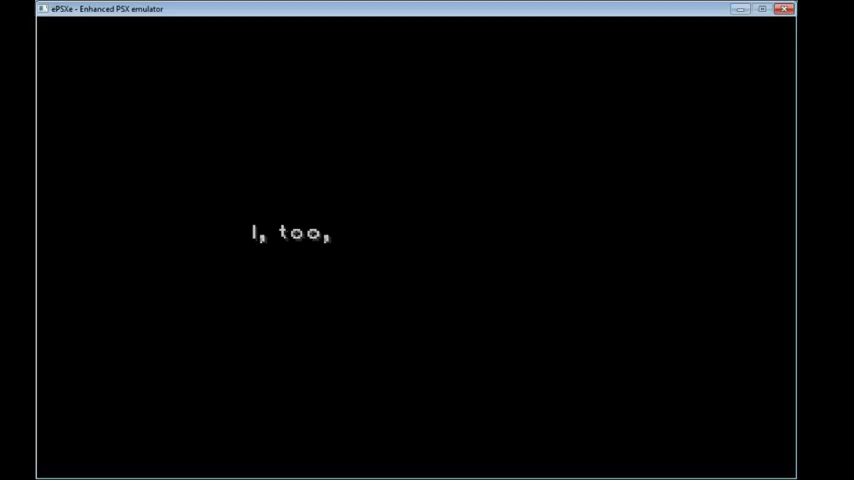 ePSXe - Enhanced PSX emulator
I, too,